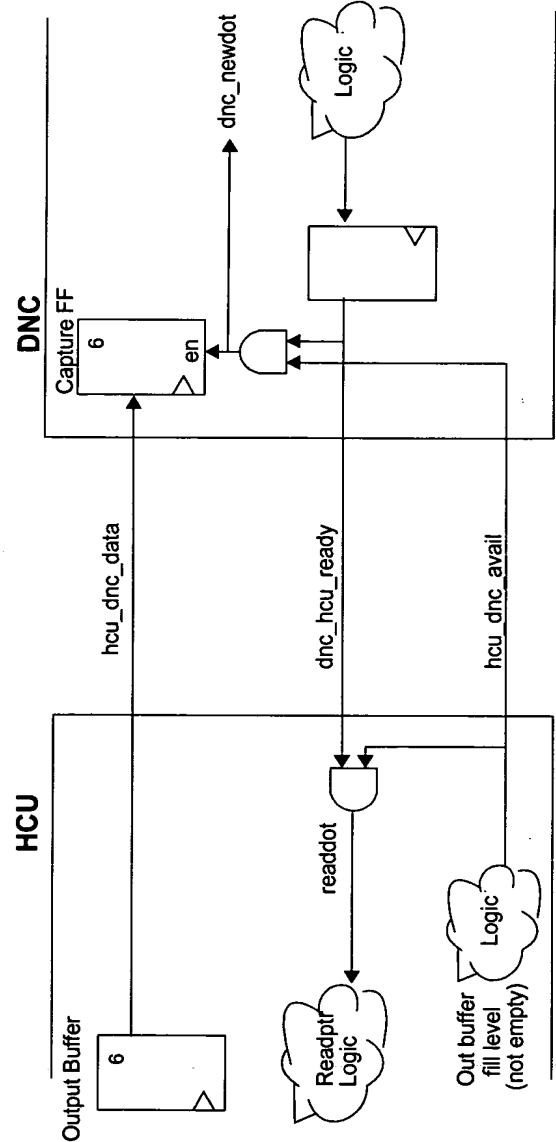 HCU
Output Buffer
6
Readptr
Logic
readdot
Out buffer
fill level
(not empty)
Logic
hcu_dnc_data
dnc_hcu_ready
hcu_dnc_avail
DNC
Capture FF
6
en
dnc_newdot
Logic